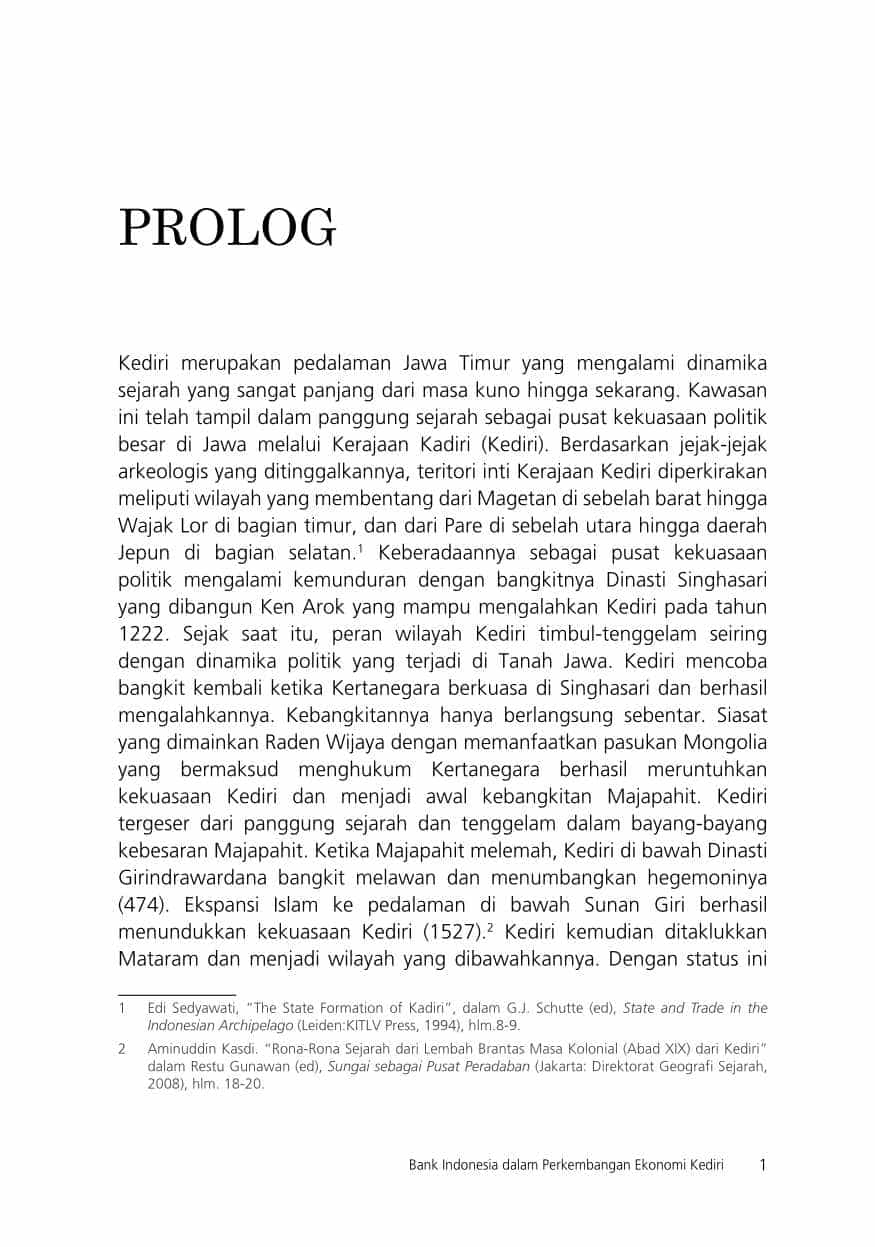 PROLOG
Kediri merupakan pedalaman Jawa Timur yang mengalami dinamika
sejarah yang sangat panjang dari masa kuno hingga sekarang. Kawasan
ini telah tampil dalam panggung sejarah sebagai pusat kekuasaan politik
besar di Jawa melalui Kerajaan Kadiri (Kediri). Berdasarkan jejak-jejak
arkeologis yang ditinggalkannya, teritori inti Kerajaan Kediri diperkirakan
meliputi wilayah yang membentang dari Magetan di sebelah barat hingga
Wajak Lor di bagian timur, dan dari Pare di sebelah utara hingga daerah
Jepun di bagian selatan.¹ Keberadaannya sebagai pusat kekuasaan
politik mengalami kemunduran dengan bangkitnya Dinasti Singhasari
yang dibangun Ken Arok yang mampu mengalahkan Kediri pada tahun
1222. Sejak saat itu, peran wilayah Kediri timbul-tenggelam seiring
dengan dinamika politik yang terjadi di Tanah Jawa. Kediri mencoba
bangkit kembali ketika Kertanegara berkuasa di Singhasari dan berhasil
mengalahkannya. Kebangkitannya hanya berlangsung sebentar. Siasat
yang dimainkan Raden Wijaya dengan memanfaatkan pasukan Mongolia
yang bermaksud menghukum Kertanegara berhasil meruntuhkan
kekuasaan Kediri dan menjadi awal kebangkitan Majapahit. Kediri
tergeser dari panggung sejarah dan tenggelam dalam bayang-bayang
kebesaran Majapahit. Ketika Majapahit melemah, Kediri di bawah Dinasti
Girindrawardana bangkit melawan dan menumbangkan hegemoninya
(474). Ekspansi Islam ke pedalaman di bawah Sunan Giri berhasil
menundukkan kekuasaan Kediri (1527).² Kediri kemudian ditaklukkan
Mataram dan menjadi wilayah yang dibawahkannya. Dengan status ini
1 Edi Sedyawati, “The State Formation of Kadiri”, dalam G.J. Schutte (ed), State and Trade in the
Indonesian Archipelago (Leiden:KITLV Press, 1994), hlm.8-9.
2 Aminuddin Kasdi. “Rona-Rona Sejarah dari Lembah Brantas Masa Kolonial (Abad XIX) dari Kediri”
dalam Restu Gunawan (ed), Sungai sebagai Pusat Peradaban (Jakarta: Direktorat Geografi Sejarah,
2008), hlm. 18-20.
Bank Indonesia dalam Perkembangan Ekonomi Kediri 1